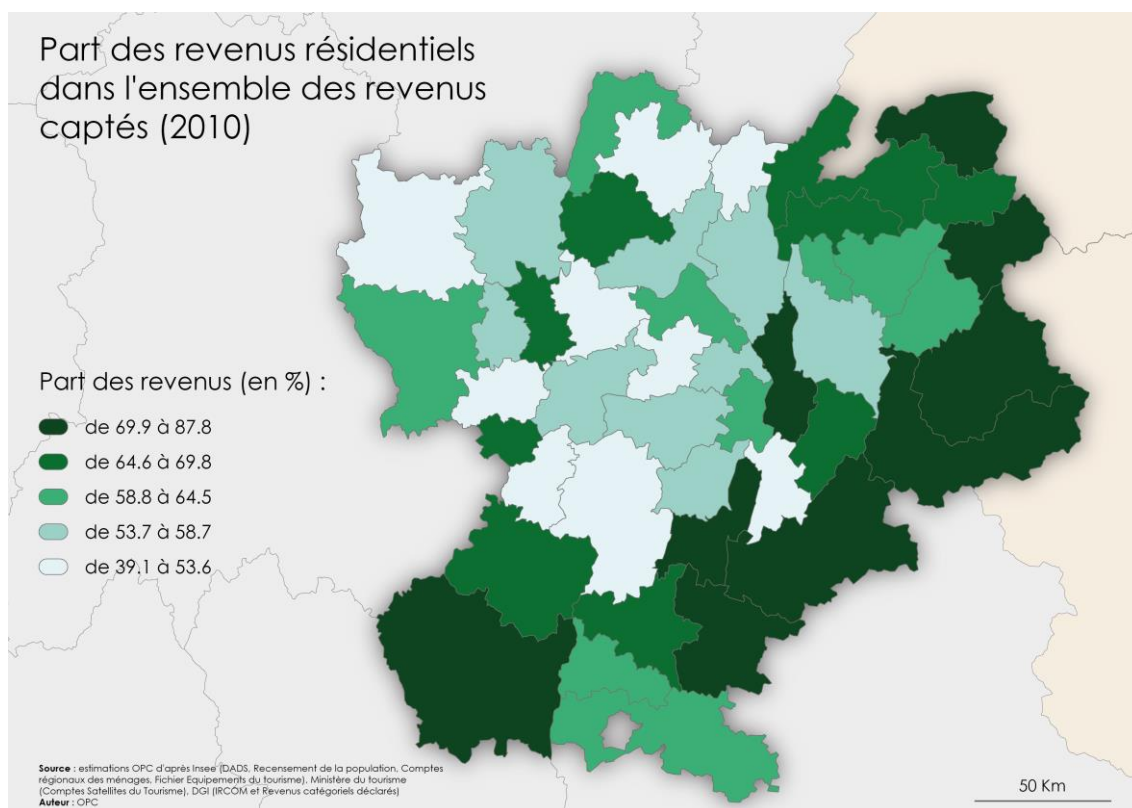 Part des revenus résidentiels
dans l'ensemble des revenus
captés (2010)
Part des revenus (en %) :
de 69.9 à 87.8
de 64.6 à 69.8
de 58.8 à 64.5
de 53.7 à 58.7
de 39.1 à 53.6
Source : estimations OPC d'après Insee (DADS, Recensement de la population, Comptes
régionaux des ménages, Fichier Equipements du tourisme), Ministère du tourisme
(Comptes Satellites du Tourisme), DGI (IRCOM et Revenus catégoriels déclarés)
Auteur : OPC
50 Km